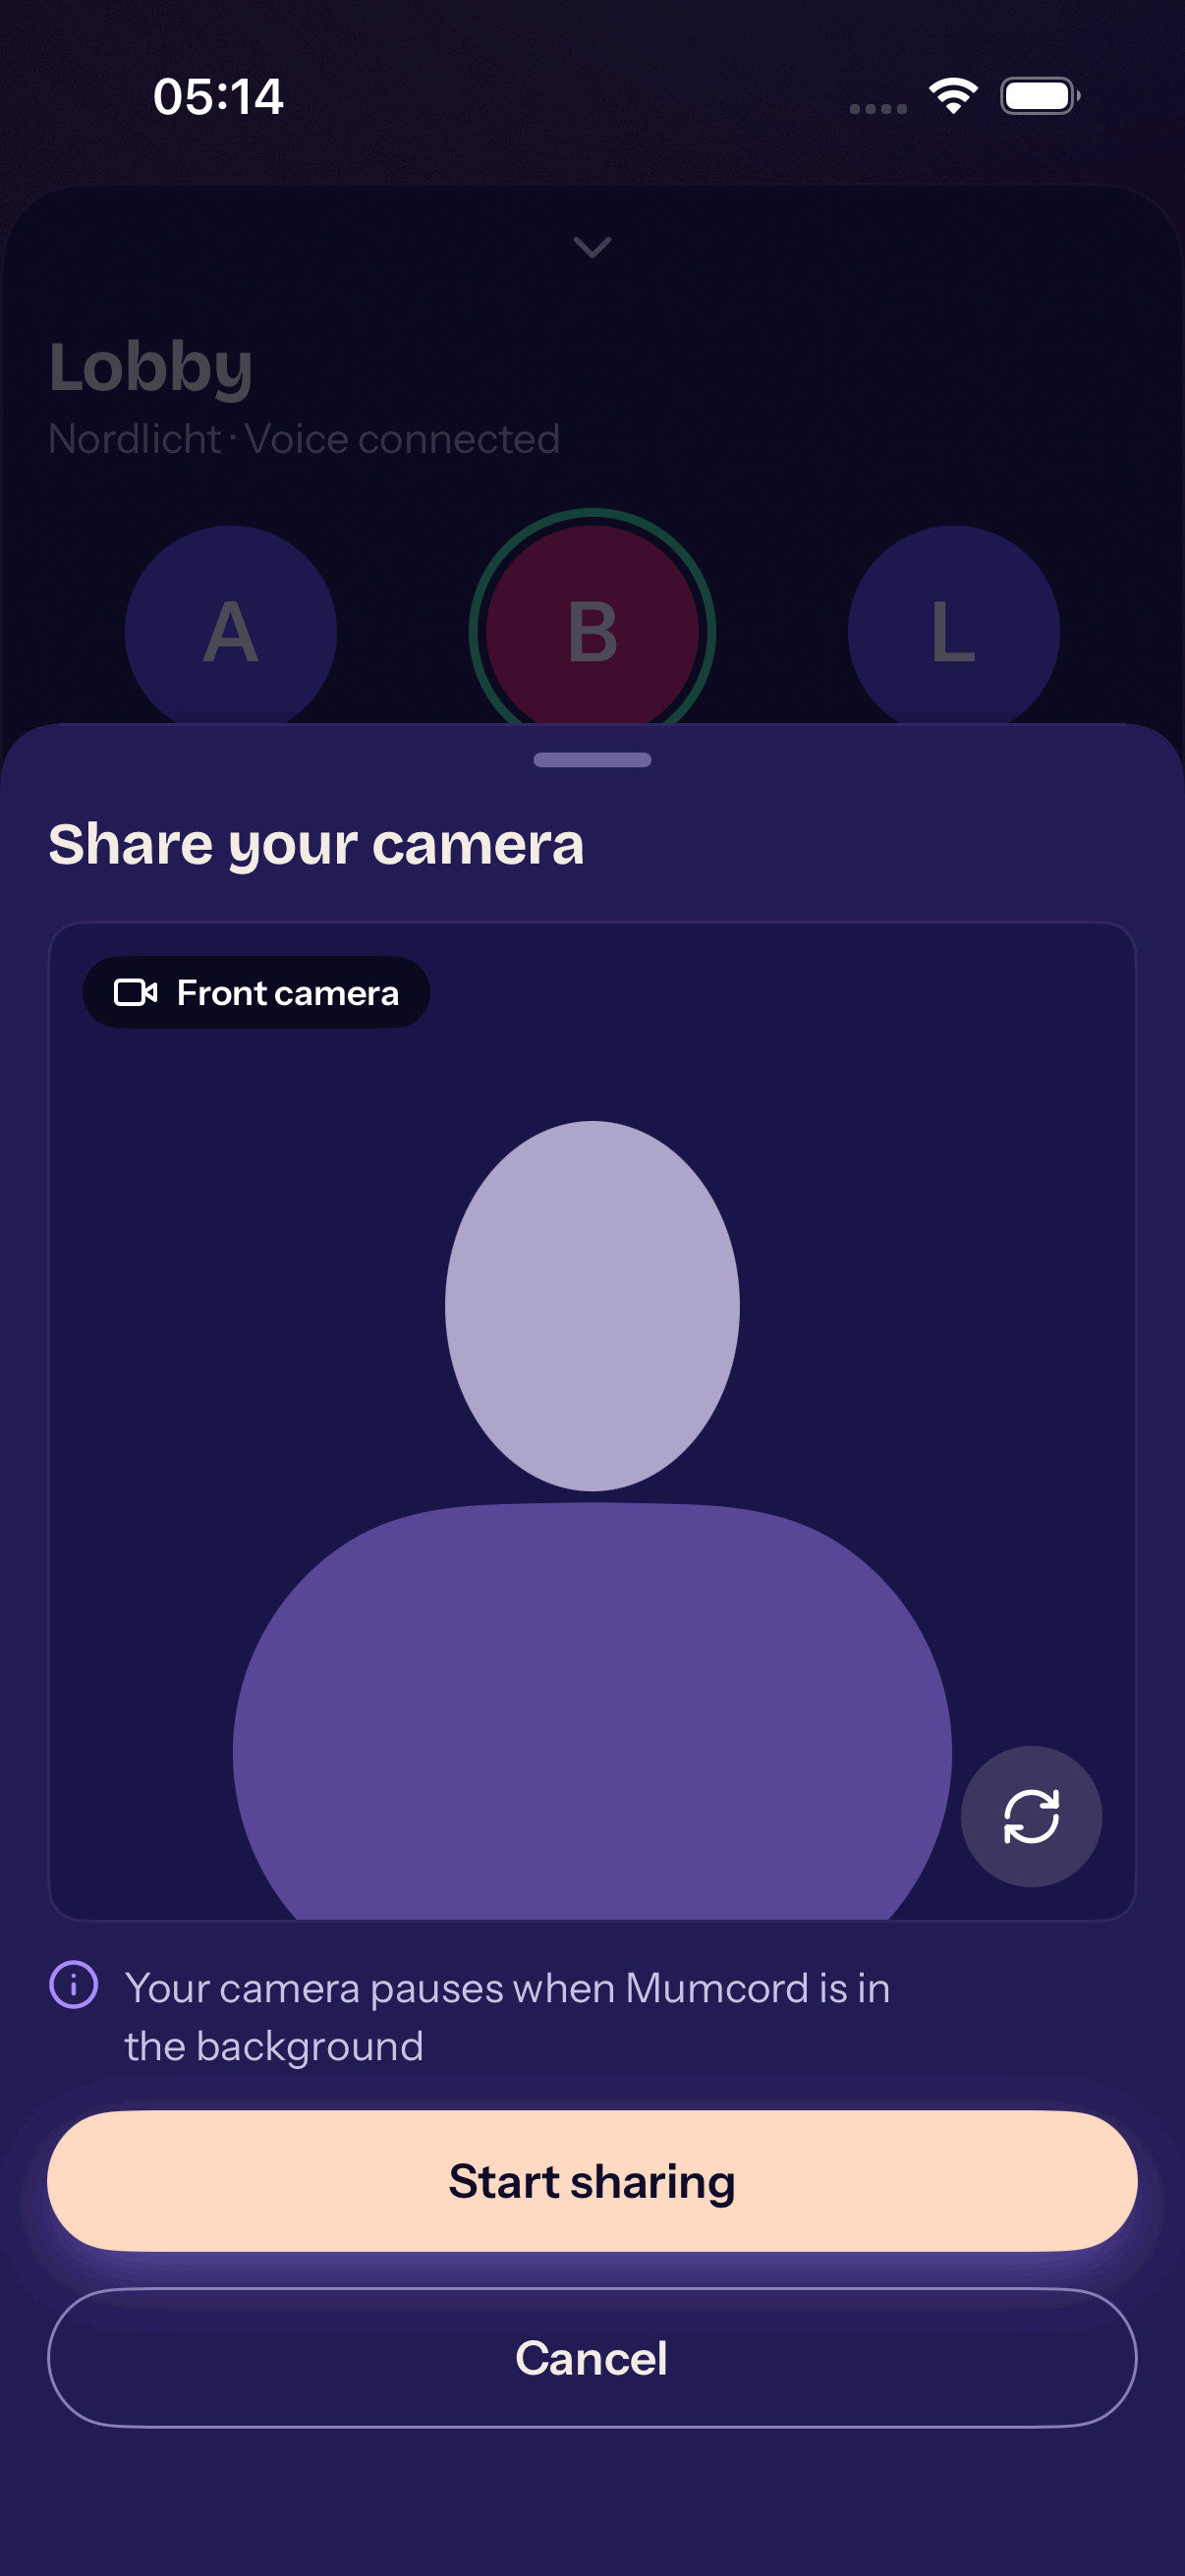 05:14
Lobby
Nordlicht · Voice connected
A B L
Share your camera
Front camera
Your camera pauses when Mumcord is in
the background
Start sharing
Cancel